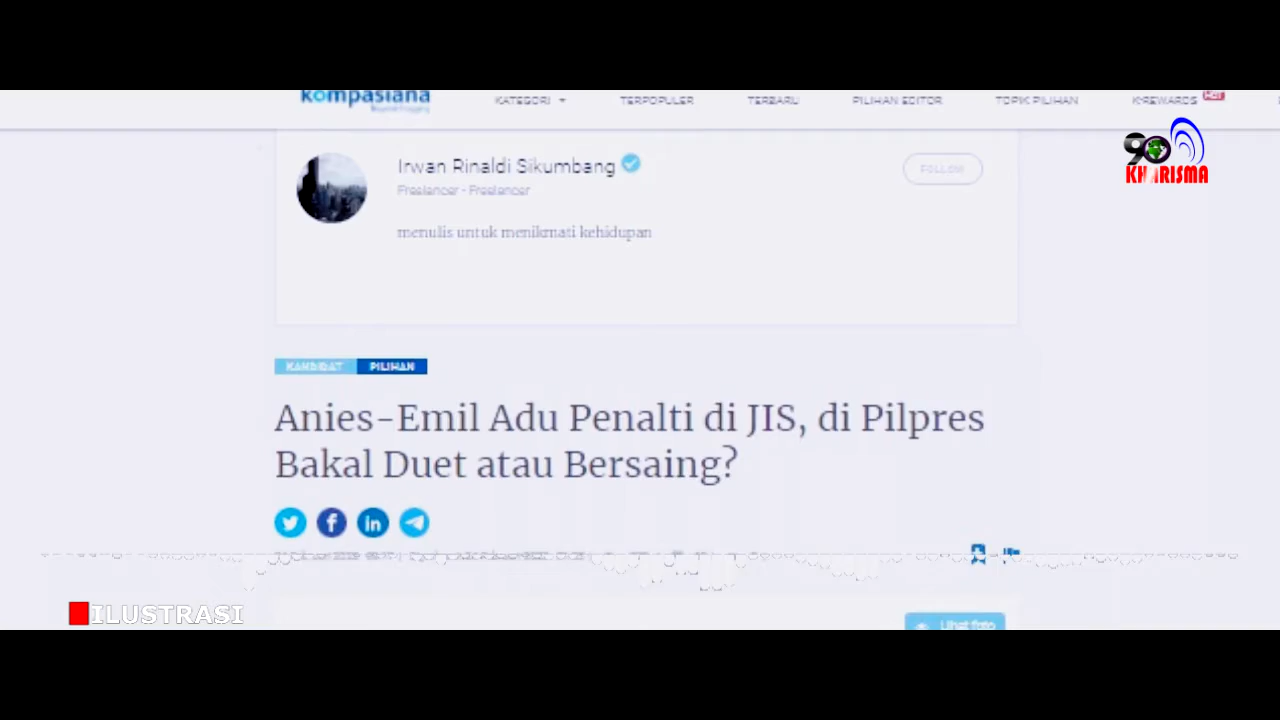 kompasiana
KATEGORI TERPOPULER TERBARU PILIHAN EDITOR TOPIK PILIHAN K-REWARDS HOT
90
KHARISMA
Irwan Rinaldi Sikumbang
Freelancer - Freelancer
FOLLOW
menulis untuk menikmati kehidupan
KANDIDAT PILIHAN
Anies-Emil Adu Penalti di JIS, di Pilpres
Bakal Duet atau Bersaing?
ILUSTRASI
Lihat foto